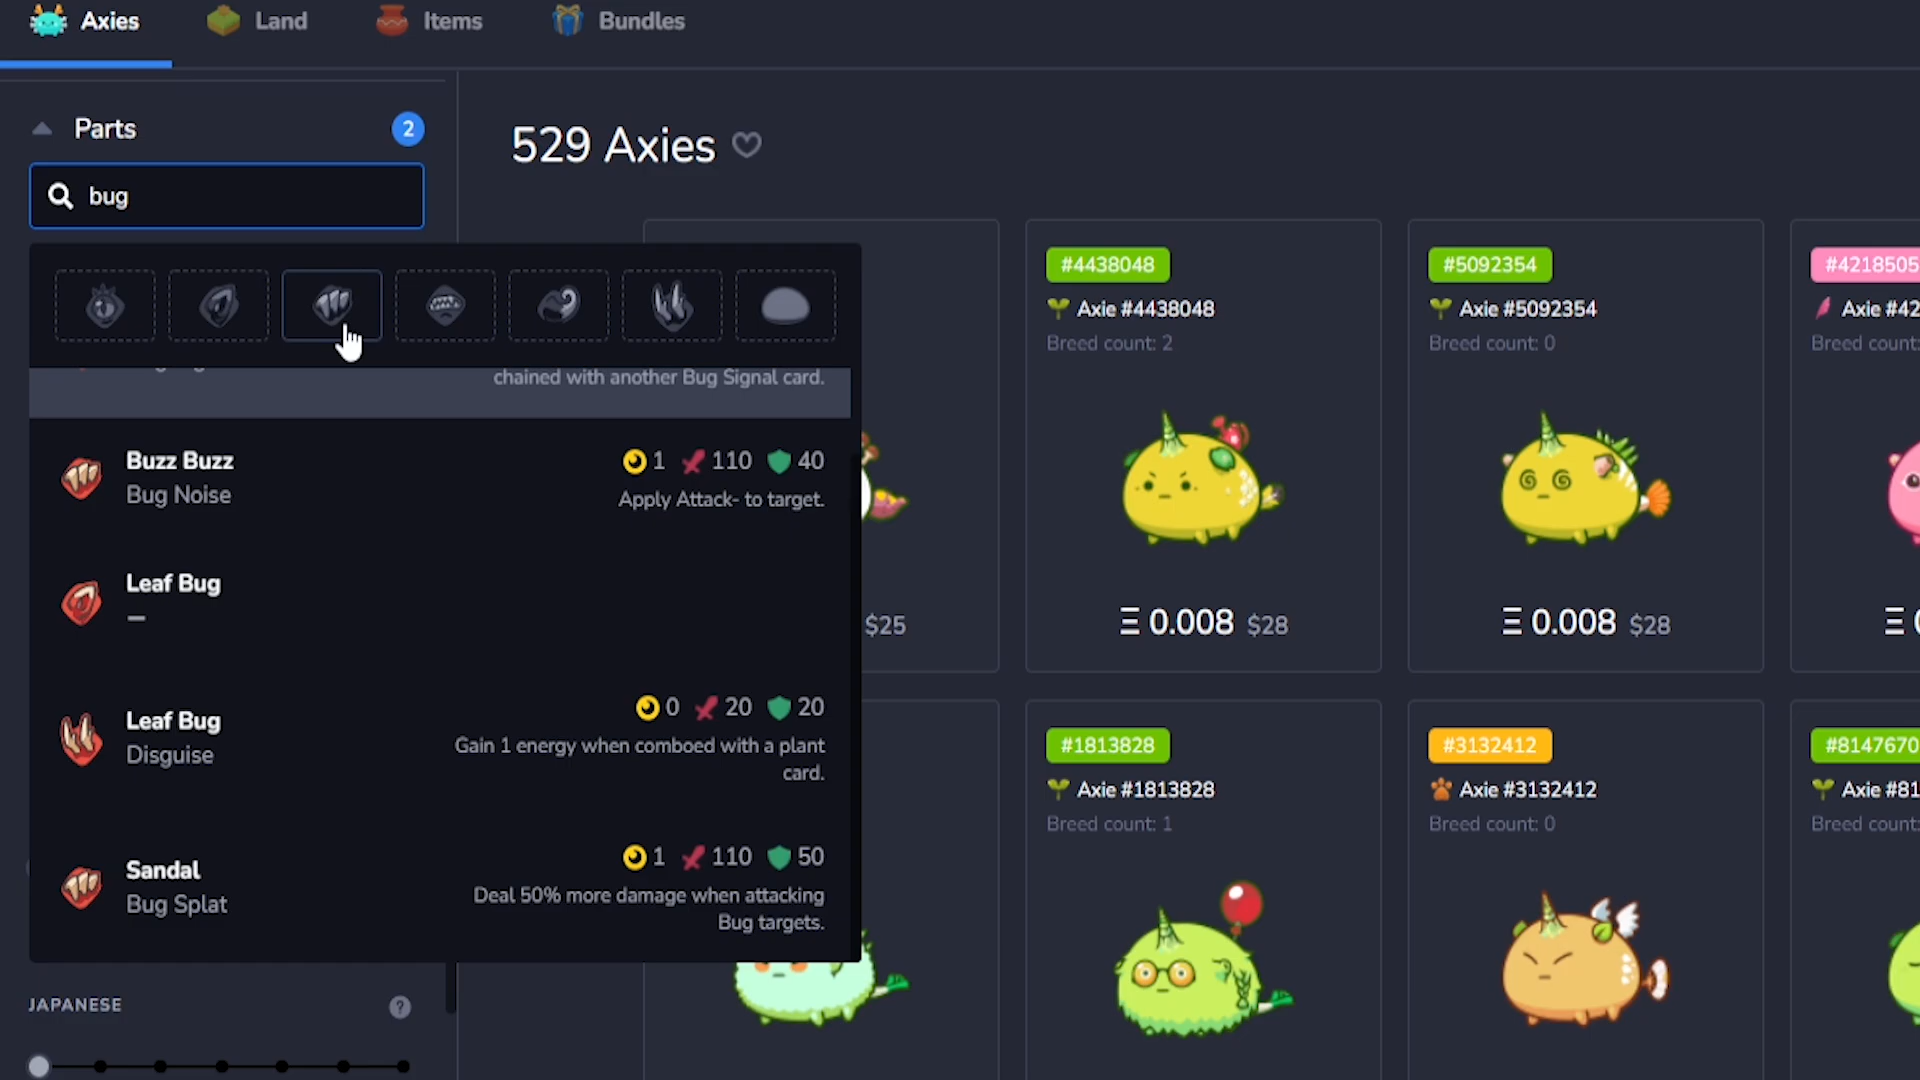 Axies
Land
Items
Bundles
Parts
2
bug
529 Axies
chained with another Bug Signal card.
Buzz Buzz
1 110 40
Bug Noise
Apply Attack- to target.
Leaf Bug
–
Leaf Bug
0 20 20
Disguise
Gain 1 energy when comboed with a plant
card.
Sandal
1 110 50
Bug Splat
Deal 50% more damage when attacking
Bug targets.
JAPANESE
?
$25
#4438048
Axie #4438048
Breed count: 2
Ξ 0.008 $28
#5092354
Axie #5092354
Breed count: 0
Ξ 0.008 $28
#4218505
Axie #42
Breed count:
Ξ
#1813828
Axie #1813828
Breed count: 1
#3132412
Axie #3132412
Breed count: 0
#8147670
Axie #81
Breed count: